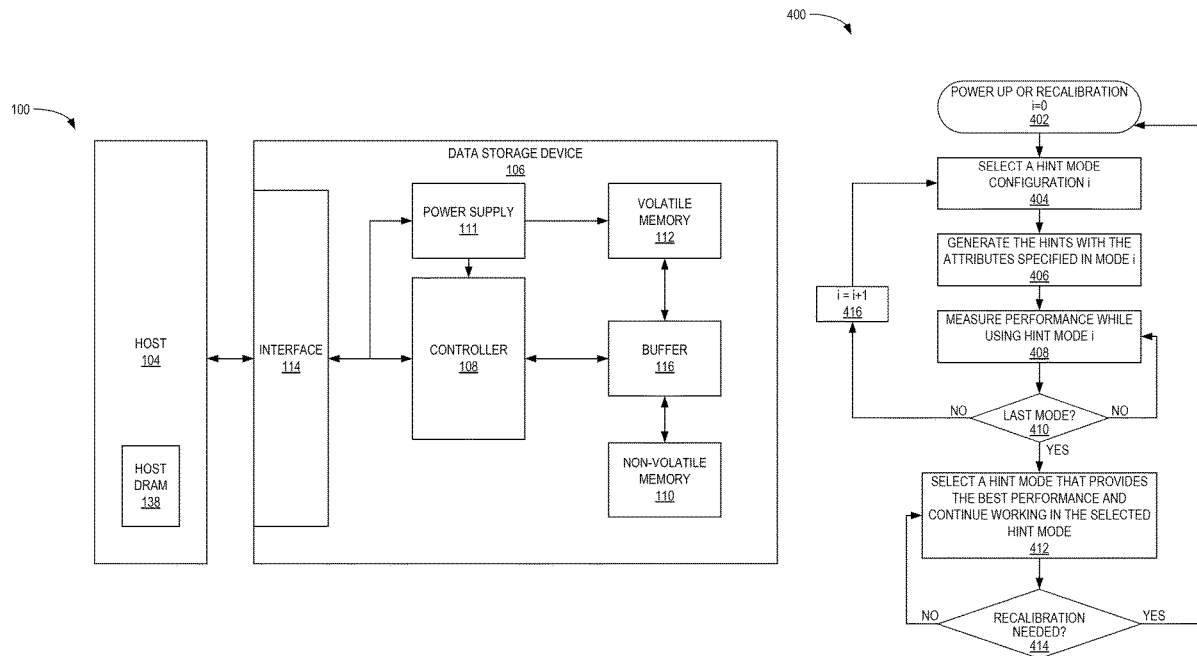 100
HOST
104
HOST
DRAM
138
DATA STORAGE DEVICE
106
INTERFACE
114
POWER SUPPLY
111
CONTROLLER
108
VOLATILE
MEMORY
112
BUFFER
116
NON-VOLATILE
MEMORY
110
400
POWER UP OR RECALIBRATION
i=0
402
SELECT A HINT MODE
CONFIGURATION i
404
GENERATE THE HINTS WITH THE
ATTRIBUTES SPECIFIED IN MODE i
406
i = i+1
416
MEASURE PERFORMANCE WHILE
USING HINT MODE i
408
NO
LAST MODE?
410
NO
YES
SELECT A HINT MODE THAT PROVIDES
THE BEST PERFORMANCE AND
CONTINUE WORKING IN THE SELECTED
HINT MODE
412
NO
RECALIBRATION
NEEDED?
414
YES